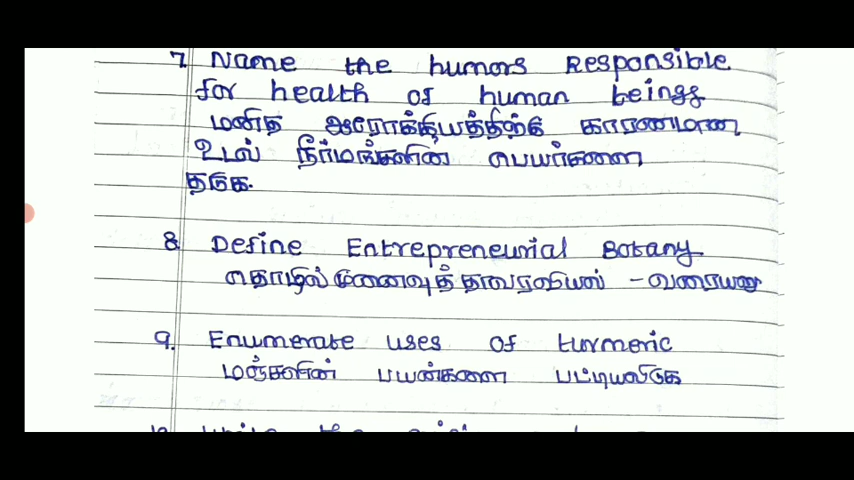 7. Name the humors Responsible
for health of human beings
மனித ஆரோக்கியத்திற்கு காரணமான
உடல் நீர்மங்களின் பெயர்களை
தருக.
8. Define Entrepreneurial Botany
தொழில் முனைவுத் தாவரவியல் - வரையறு
9. Enumerate uses of turmeric
மஞ்சளின் பயன்களை பட்டியலிடுக